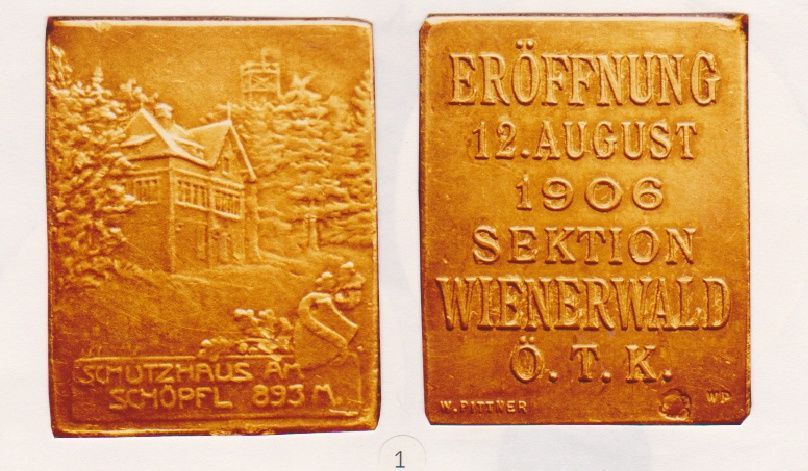 SCHUTZHAUS AM
SCHÖPFL 893 M.
ERÖFFNUNG
12. AUGUST
1906
SEKTION
WIENERWALD
Ö. T. K.
W. PITTNER
WP
1